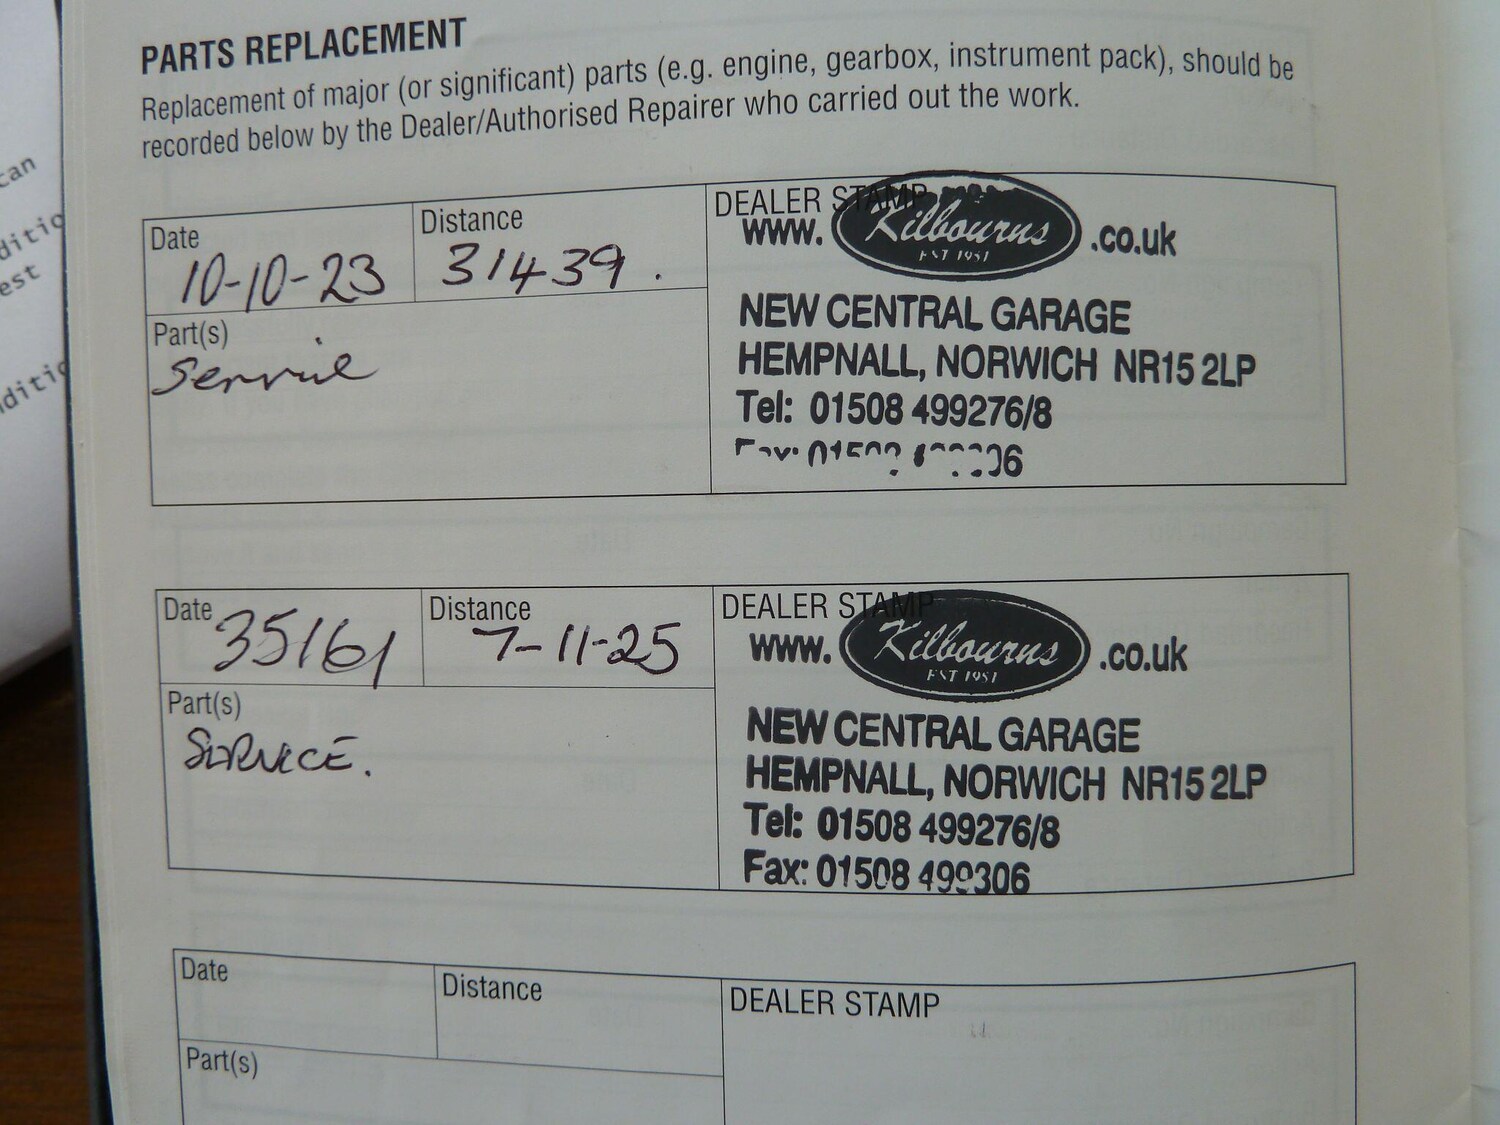 can
ditio
est
ditio
PARTS REPLACEMENT
Replacement of major (or significant) parts (e.g. engine, gearbox, instrument pack), should be
recorded below by the Dealer/Authorised Repairer who carried out the work.
Date
10-10-23
Distance
31439.
Part(s)
Service
DEALER STAMP
www. Kilbourns .co.uk
EST 1951
NEW CENTRAL GARAGE
HEMPNALL, NORWICH NR15 2LP
Tel: 01508 499276/8
Date
35161
Distance
7-11-25
Part(s)
SERVICE.
DEALER STAMP
www. Kilbourns .co.uk
EST 1951
NEW CENTRAL GARAGE
HEMPNALL, NORWICH NR15 2LP
Tel: 01508 499276/8
Fax: 01508 499306
Date
Distance
Part(s)
DEALER STAMP